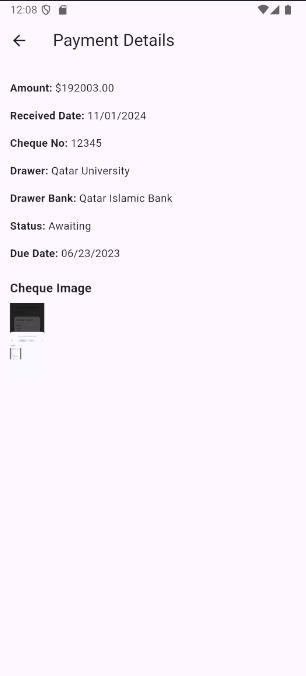 12:08
Payment Details
Amount: $192003.00
Received Date: 11/01/2024
Cheque No: 12345
Drawer: Qatar University
Drawer Bank: Qatar Islamic Bank
Status: Awaiting
Due Date: 06/23/2023
Cheque Image